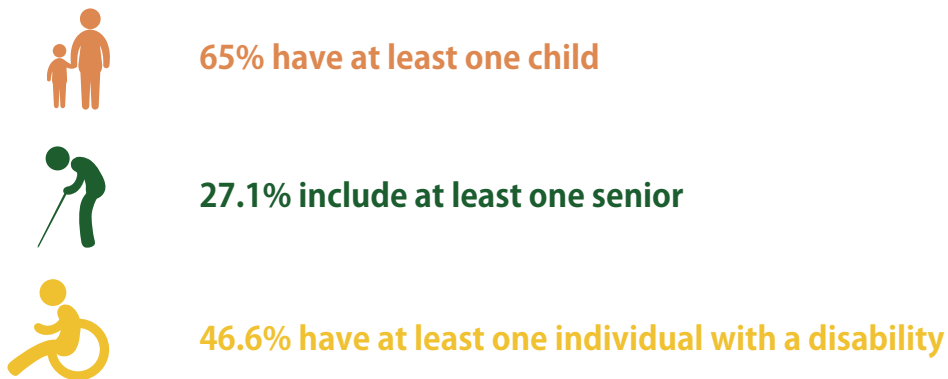 65% have at least one child
27.1% include at least one senior
46.6% have at least one individual with a disability